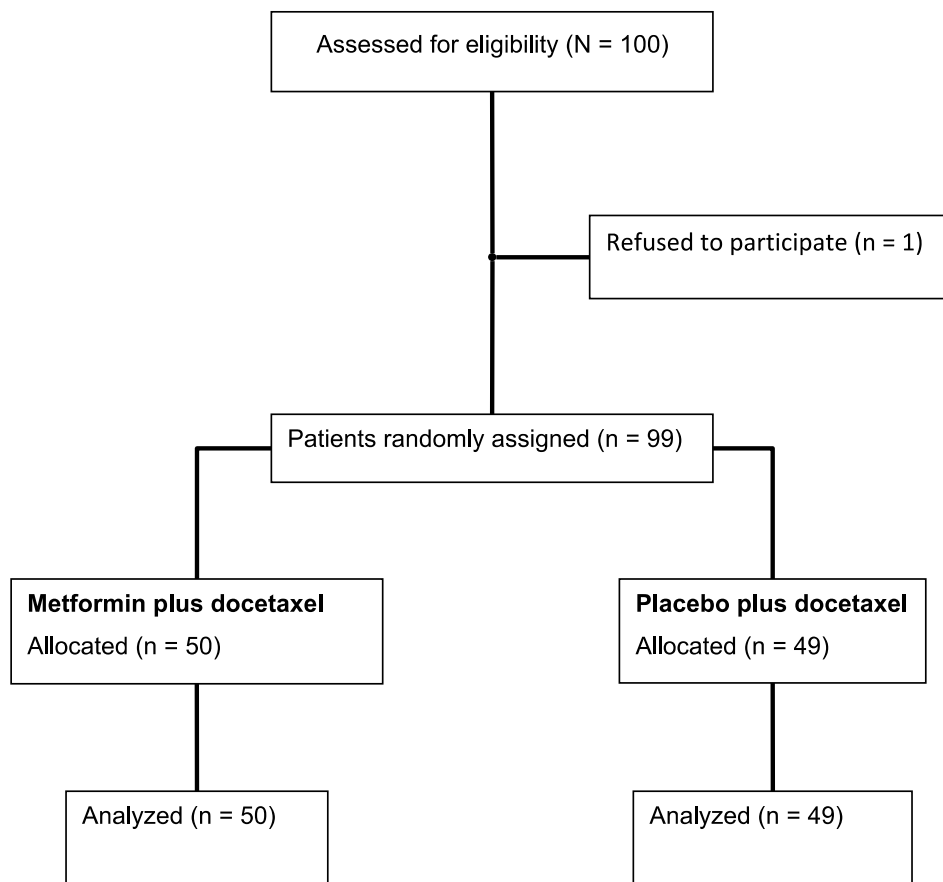 Assessed for eligibility (N = 100)
Refused to participate (n = 1)
Patients randomly assigned (n = 99)
Metformin plus docetaxel
Allocated (n = 50)
Placebo plus docetaxel
Allocated (n = 49)
Analyzed (n = 50)
Analyzed (n = 49)